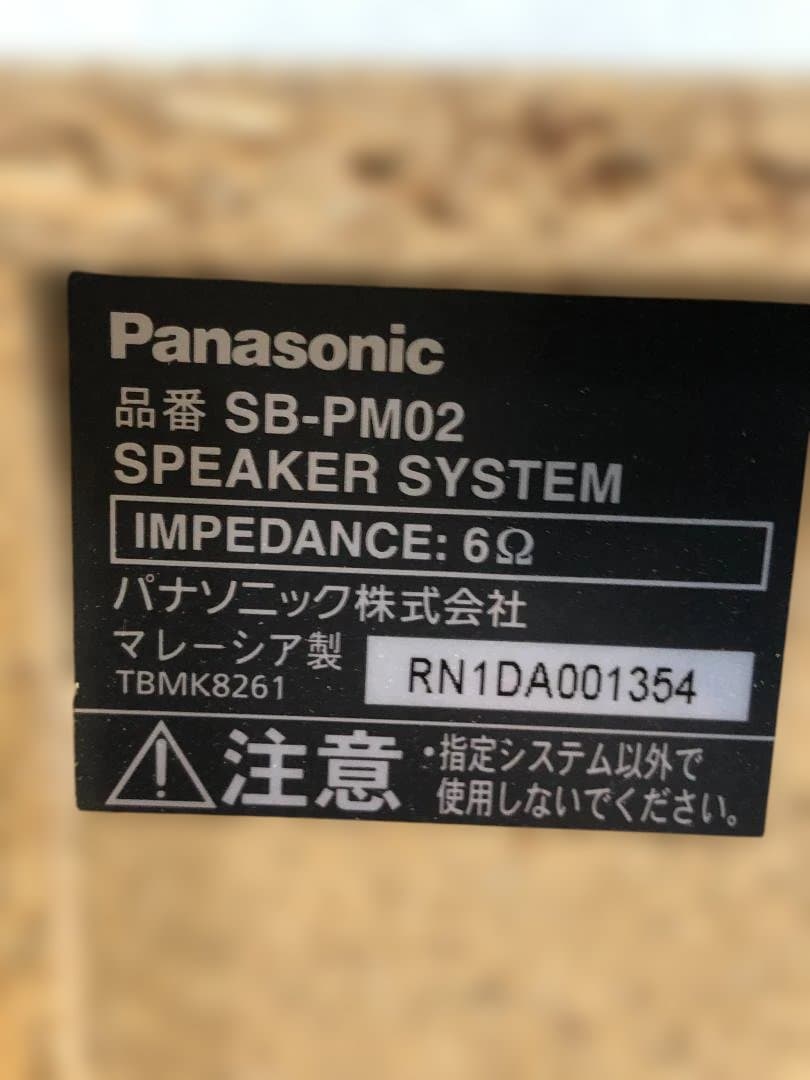 Panasonic
品番 SB-PM02
SPEAKER SYSTEM
IMPEDANCE: 6Ω
パナソニック株式会社
マレーシア製
TBMK8261
RN1DA001354
注意
・指定システム以外で
使用しないでください。